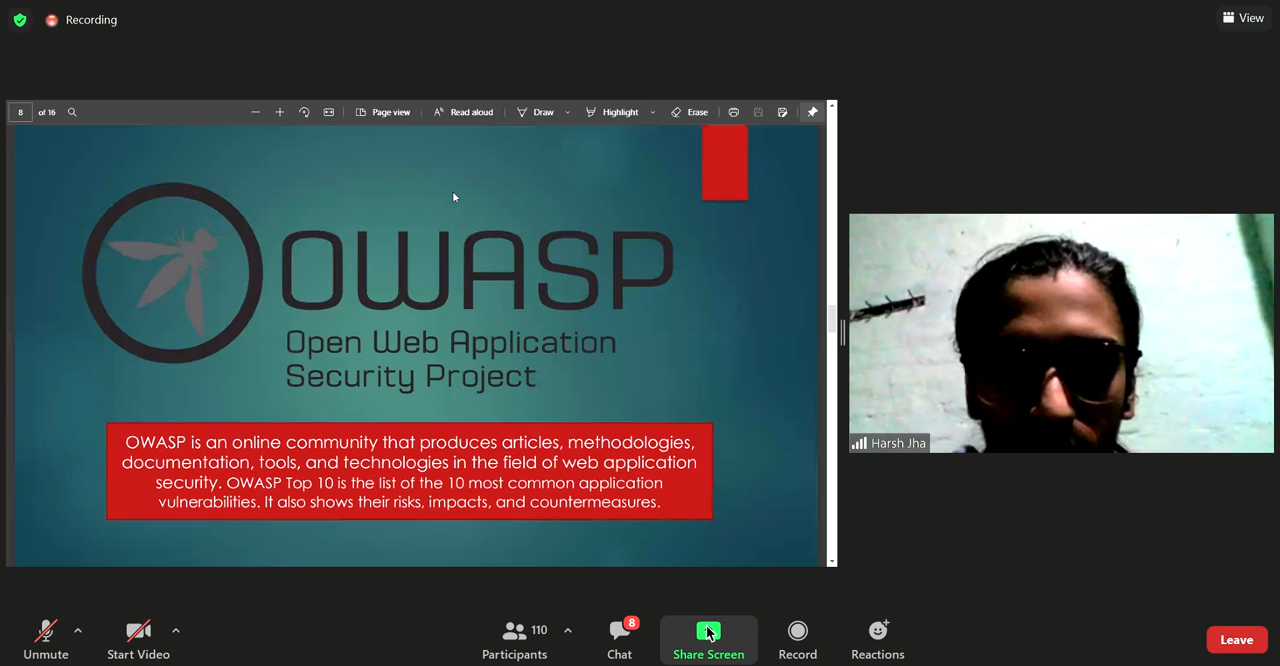 Recording
View
8 of 16
Page view
Read aloud
Draw
Highlight
Erase
OWASP
Open Web Application
Security Project
OWASP is an online community that produces articles, methodologies,
documentation, tools, and technologies in the field of web application
security. OWASP Top 10 is the list of the 10 most common application
vulnerabilities. It also shows their risks, impacts, and countermeasures.
Harsh Jha
Unmute
Start Video
110
Participants
8
Chat
Share Screen
Record
Reactions
Leave